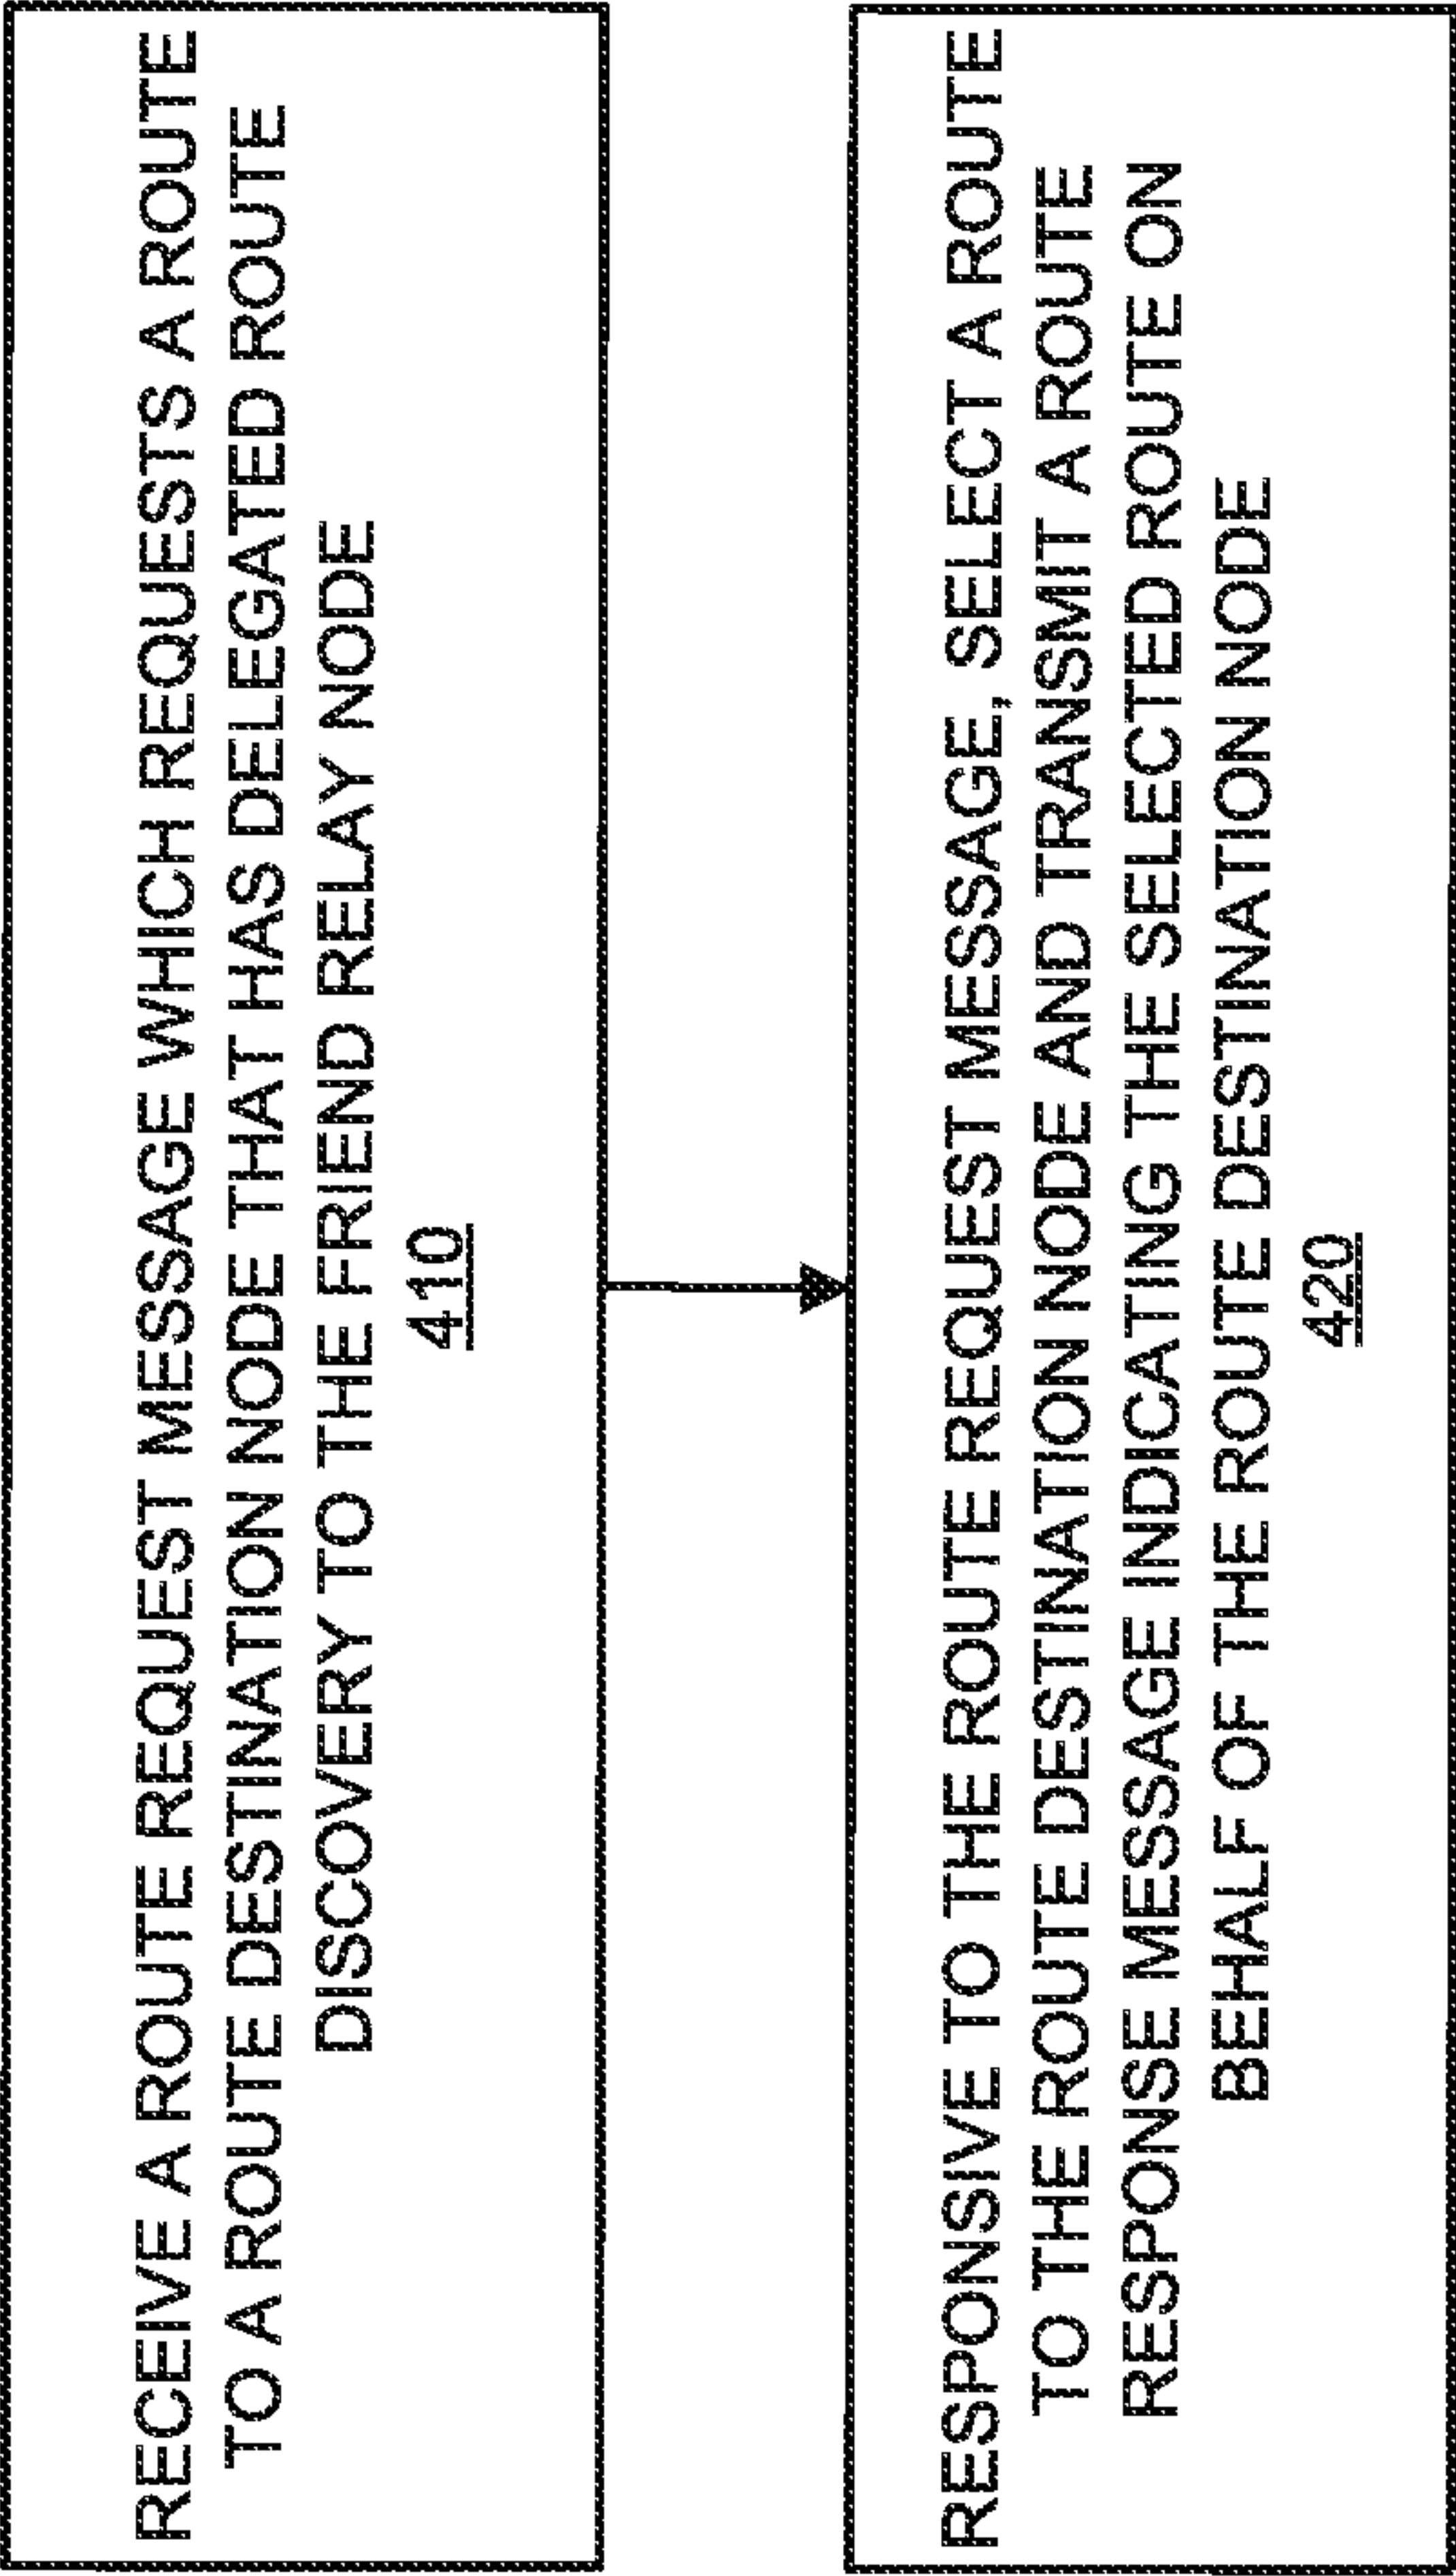 RECEIVE A ROUTE REQUEST MESSAGE WHICH REQUESTS A ROUTE
TO A ROUTE DESTINATION NODE THAT HAS DELEGATED ROUTE
DISCOVERY TO THE FRIEND RELAY NODE
410
RESPONSIVE TO THE ROUTE REQUEST MESSAGE, SELECT A ROUTE
TO THE ROUTE DESTINATION NODE AND TRANSMIT A ROUTE
RESPONSE MESSAGE INDICATING THE SELECTED ROUTE ON
BEHALF OF THE ROUTE DESTINATION NODE
420